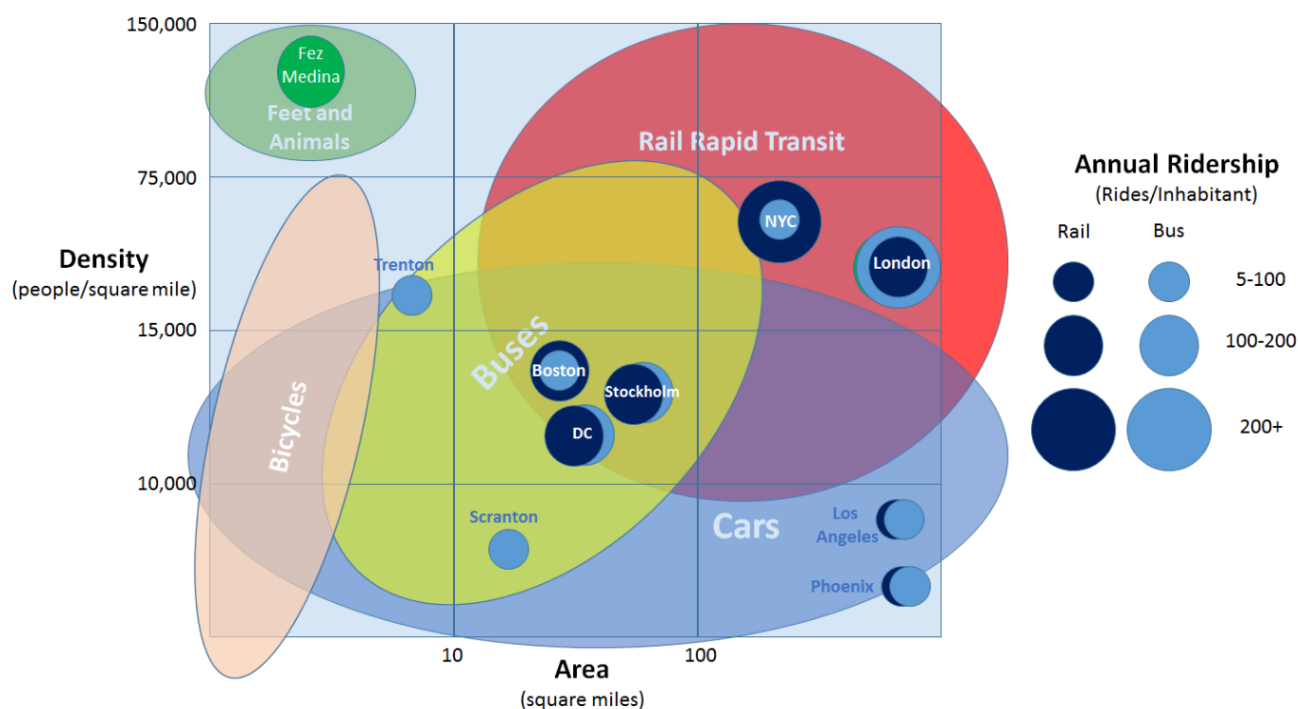 150,000
Fez
Medina
Feet and
Animals
Rail Rapid Transit
75,000
NYC
Density
(people/square mile)
Trenton
London
15,000
Buses
Boston
Stockholm
DC
Bicycles
10,000
Scranton
Cars
Los
Angeles
Phoenix
10
100
Area
(square miles)
Annual Ridership
(Rides/Inhabitant)
Rail Bus
5-100
100-200
200+